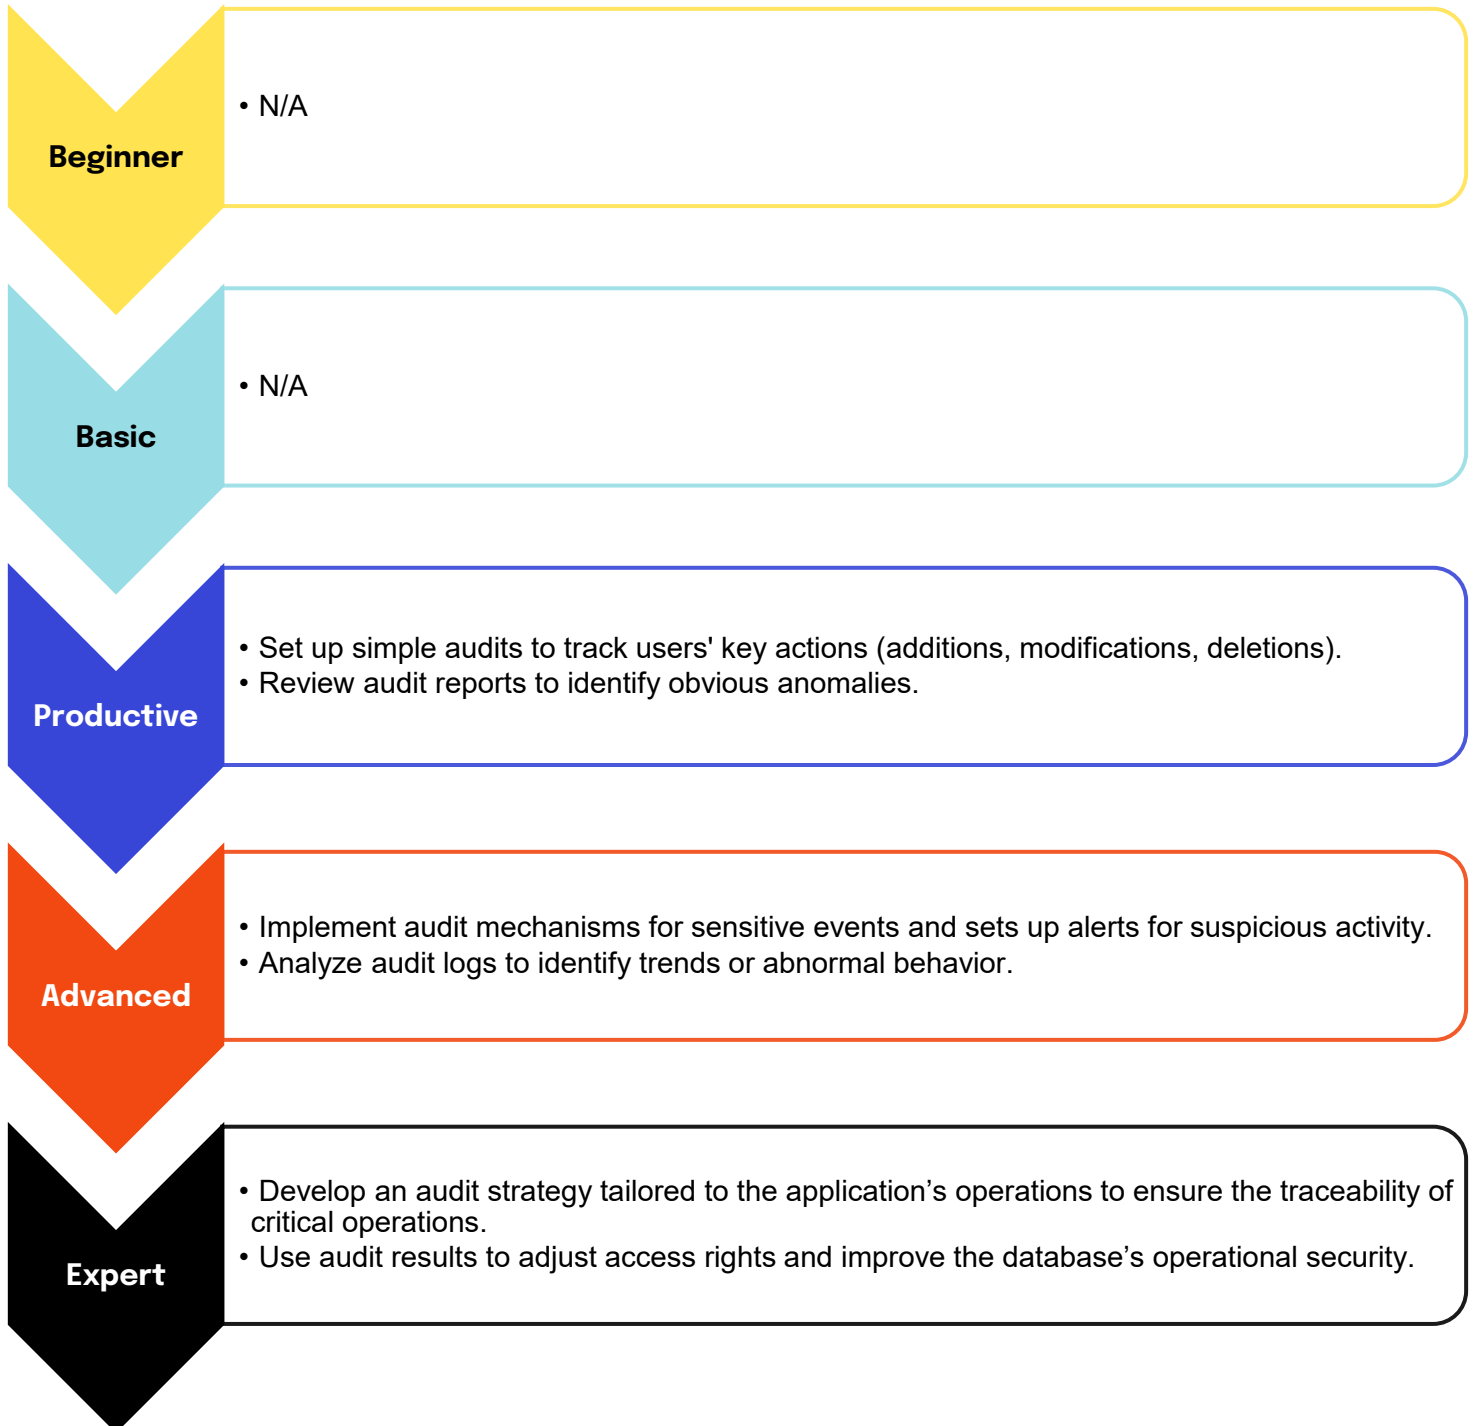 Beginner
• N/A
Basic
• N/A
Productive
• Set up simple audits to track users' key actions (additions, modifications, deletions).
• Review audit reports to identify obvious anomalies.
Advanced
• Implement audit mechanisms for sensitive events and sets up alerts for suspicious activity.
• Analyze audit logs to identify trends or abnormal behavior.
Expert
• Develop an audit strategy tailored to the application’s operations to ensure the traceability of
critical operations.
• Use audit results to adjust access rights and improve the database’s operational security.